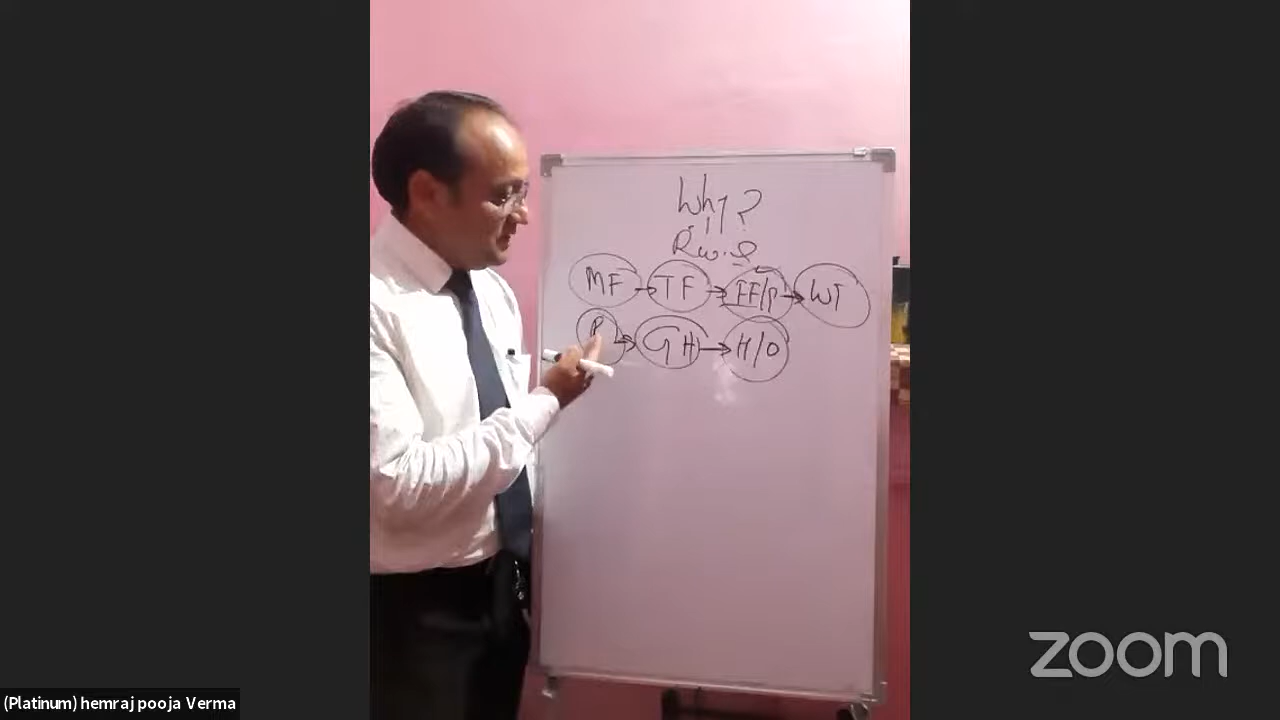 Why?
MF → TF → FF/P → WT
R → GH → H/O
zoom
(Platinum) hemraj pooja Verma